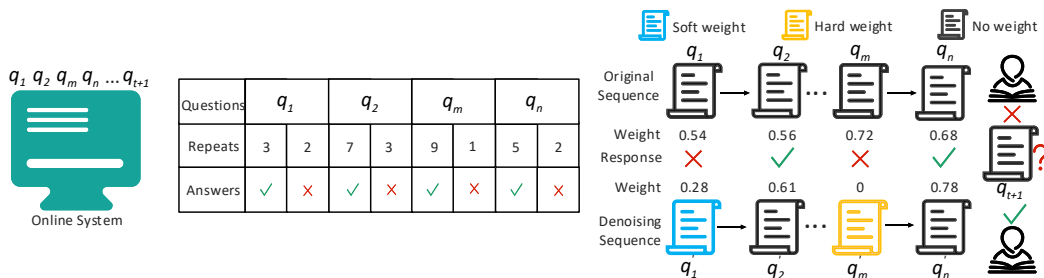 Soft weight Hard weight No weight
q1 q2 qm qn ... qt+1
Online System
Questions q1 q2 qm qn
Repeats 3 2 7 3 9 1 5 2
Answers ✓ × ✓ × ✓ × ✓ ×
q1 q2 qm qn
Original
Sequence
...
Weight 0.54 0.56 0.72 0.68
Response × ✓ × ✓
Weight 0.28 0.61 0 0.78
Denoising
Sequence
...
q1' q2' qm' qn'
×
?
qt+1
✓